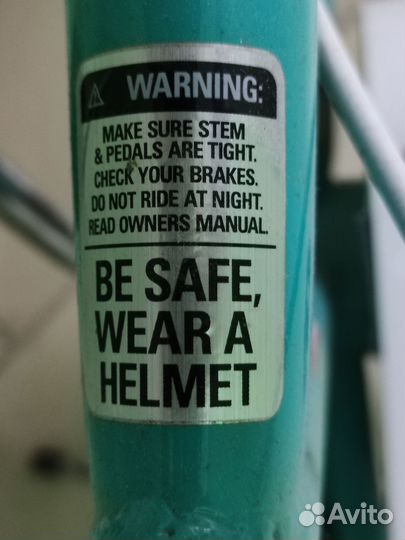 WARNING:
MAKE SURE STEM
& PEDALS ARE TIGHT.
CHECK YOUR BRAKES.
DO NOT RIDE AT NIGHT.
READ OWNERS MANUAL.
BE SAFE,
WEAR A
HELMET
Avito